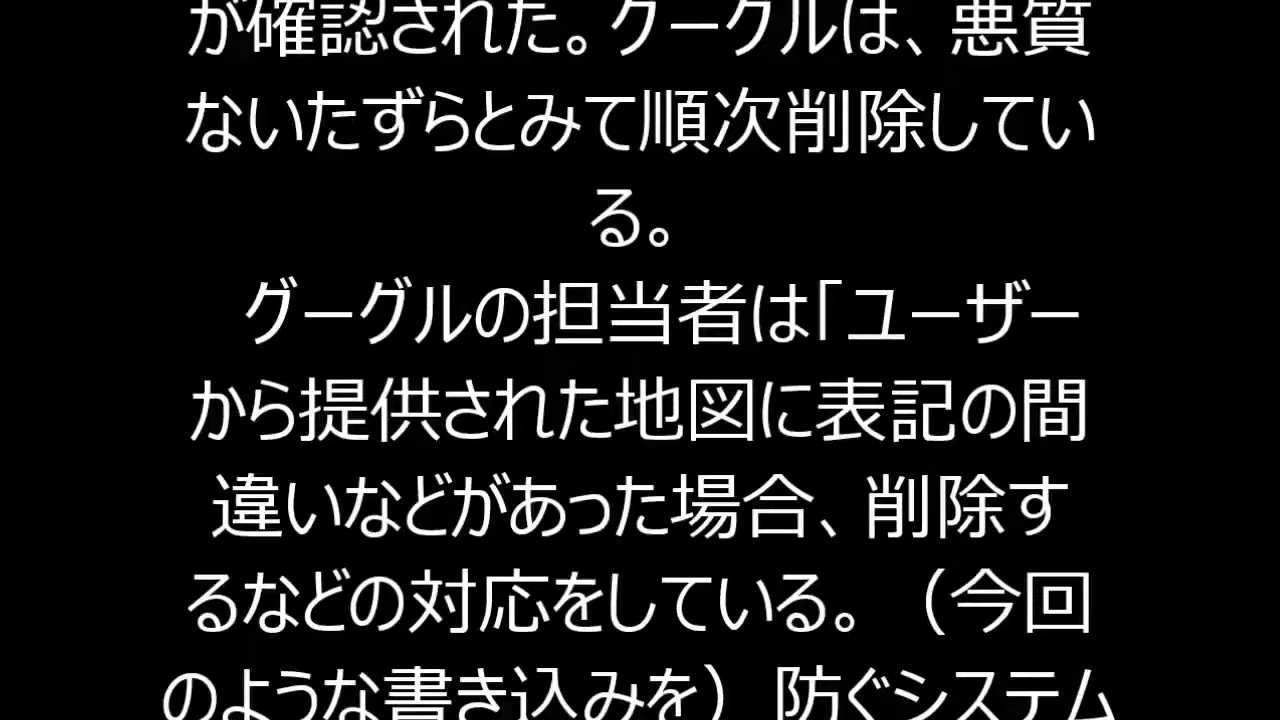 が確認された。グーグルは、悪質
ないたずらとみて順次削除してい
る。
グーグルの担当者は「ユーザー
から提供された地図に表記の間
違いなどがあった場合、削除す
るなどの対応をしている。（今回
のような書き込みを）防ぐシステム